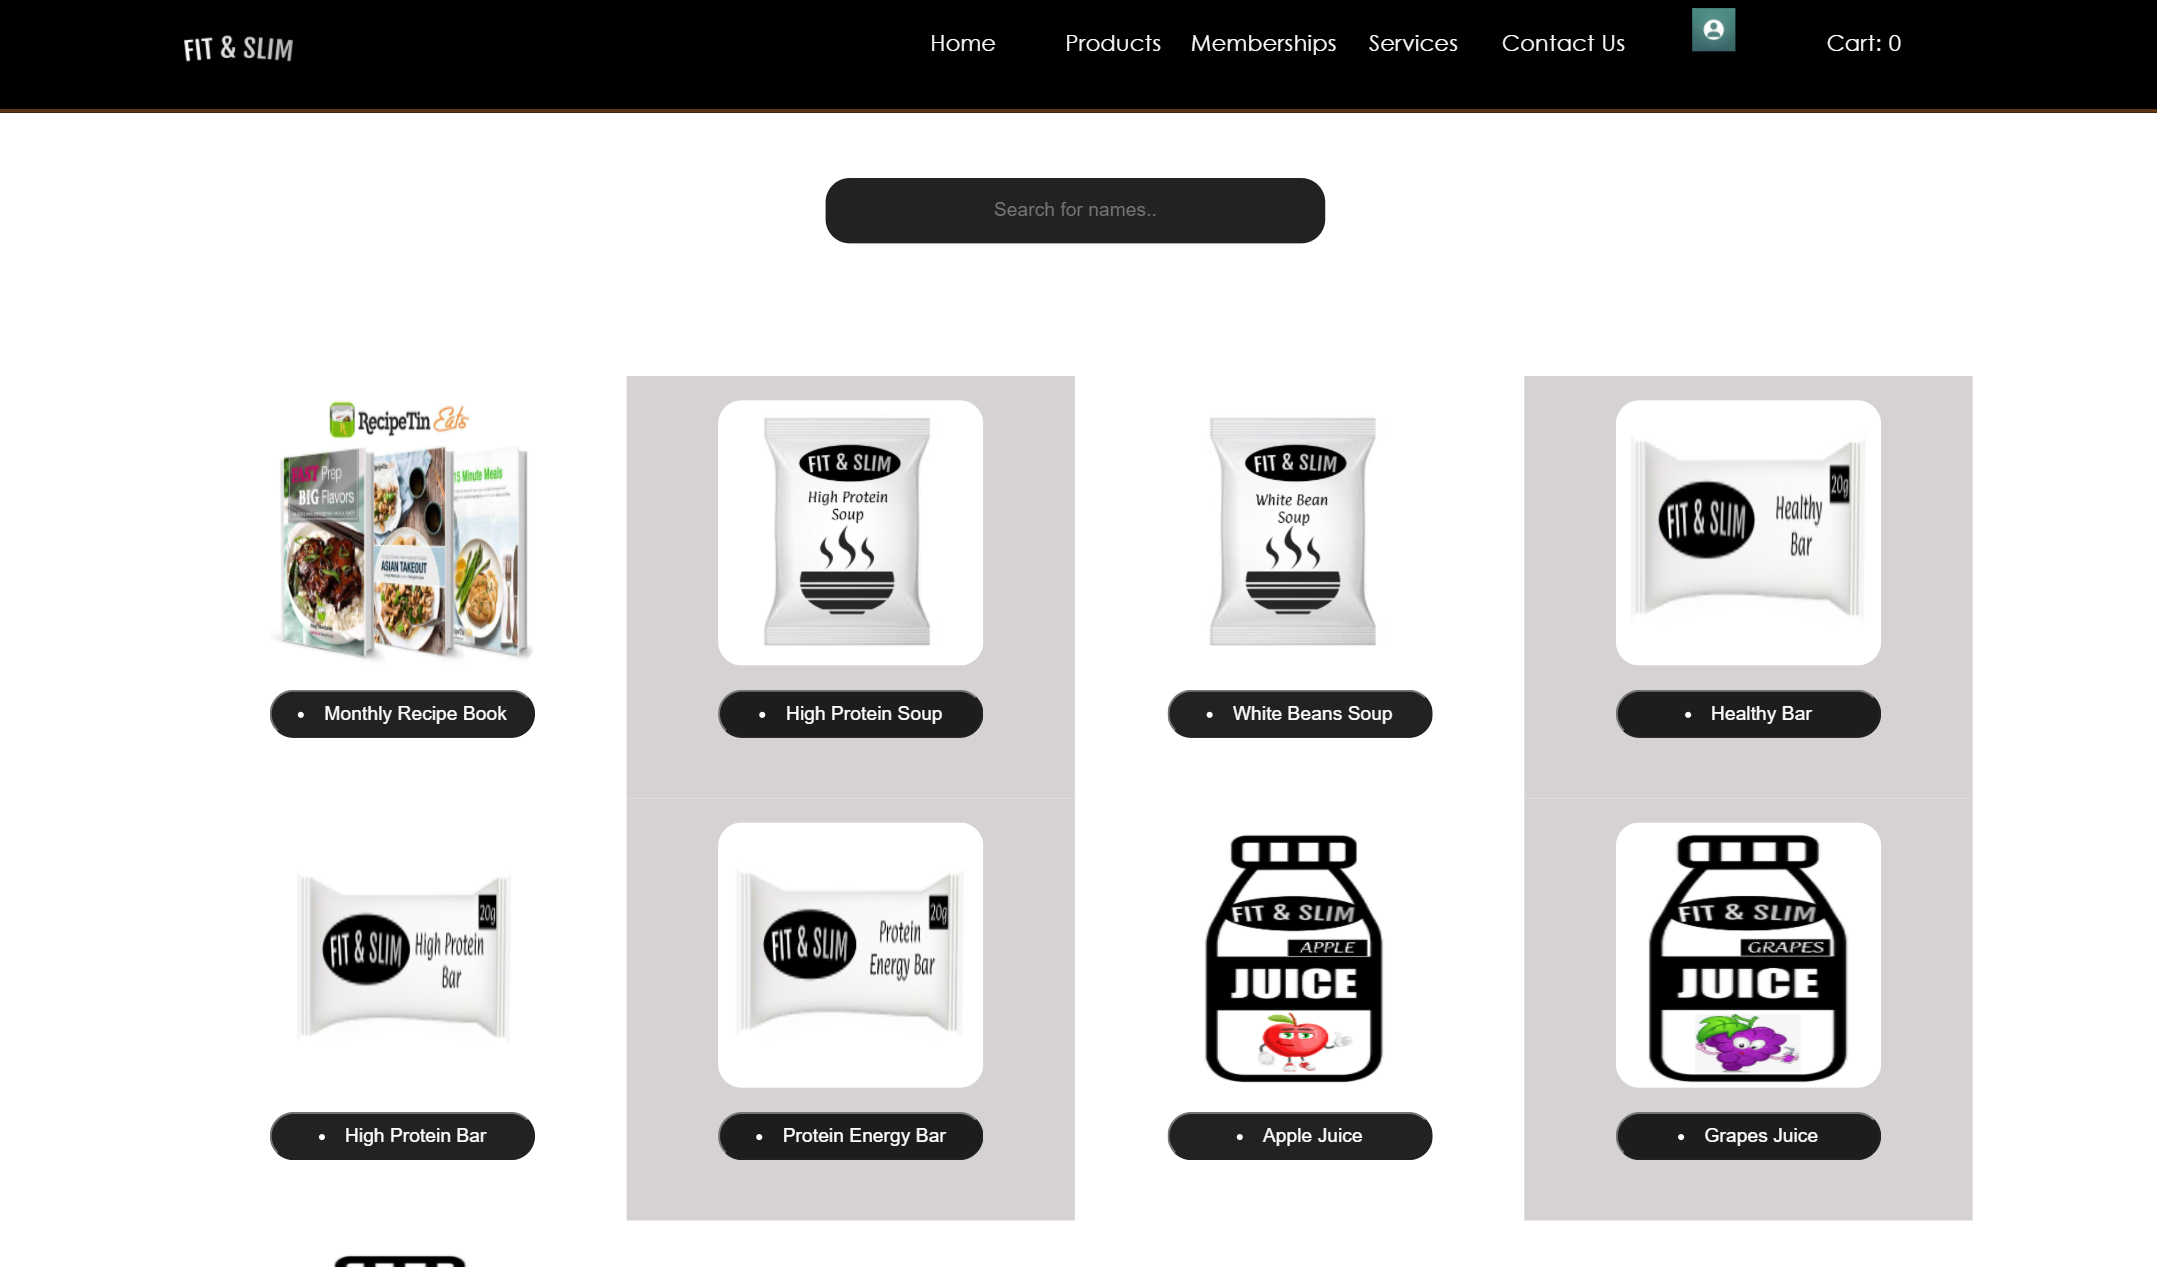 FIT & SLIM
Home
Products
Memberships
Services
Contact Us
Cart: 0
Search for names..
RecipeTin Eats
FAST Prep
BIG Flavors
15 Minute Meals
ASIAN TAKEOUT
FIT & SLIM
High Protein
Soup
FIT & SLIM
White Bean
Soup
FIT & SLIM
Healthy
Bar
20g
• Monthly Recipe Book
• High Protein Soup
• White Beans Soup
• Healthy Bar
FIT & SLIM
High Protein
Bar
20g
FIT & SLIM
Protein
Energy Bar
20g
FIT & SLIM
APPLE
JUICE
FIT & SLIM
GRAPES
JUICE
• High Protein Bar
• Protein Energy Bar
• Apple Juice
• Grapes Juice